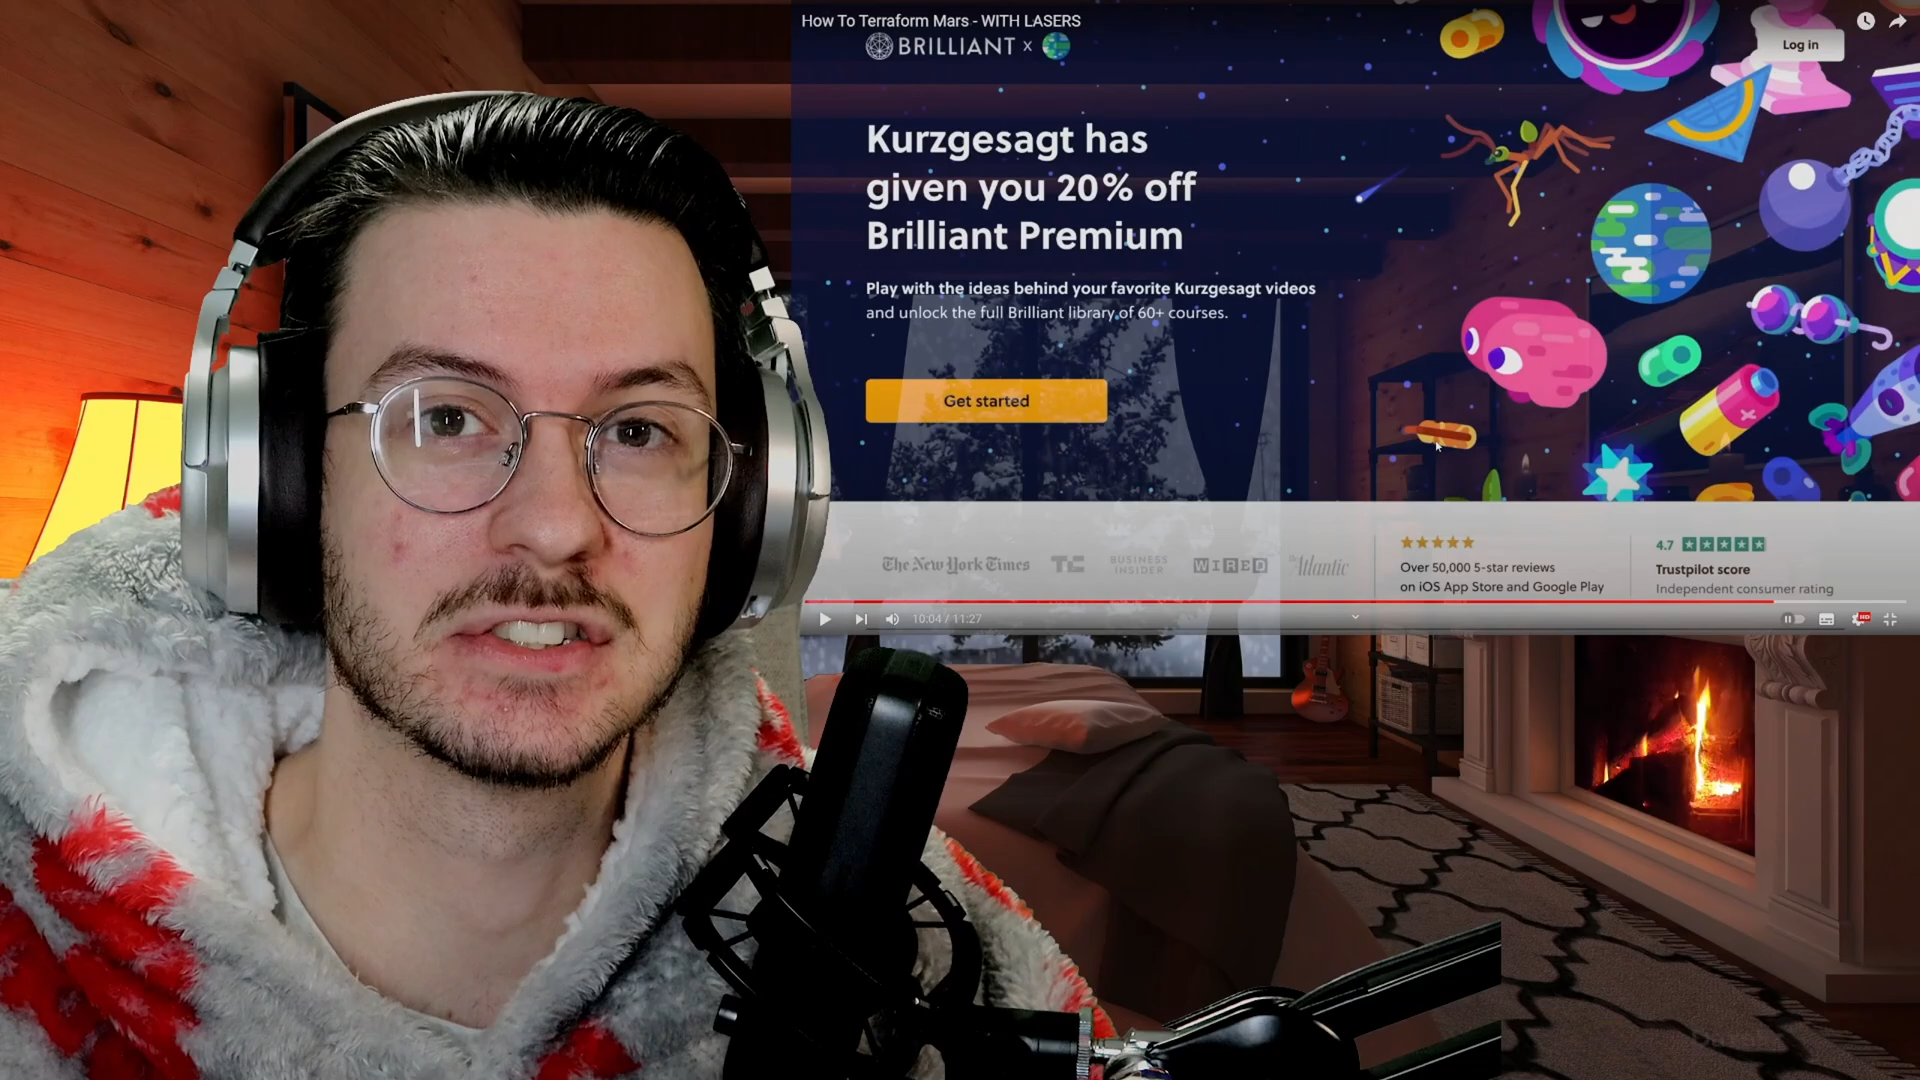 How To Terraform Mars - WITH LASERS
BRILLIANT x
Log in
Kurzgesagt has
given you 20% off
Brilliant Premium
Play with the ideas behind your favorite Kurzgesagt videos
and unlock the full Brilliant library of 60+ courses.
Get started
The New York Times
TC
BUSINESS
INSIDER
WIRED
The Atlantic
Over 50,000 5-star reviews
on iOS App Store and Google Play
4.7
Trustpilot score
Independent consumer rating
10:04 / 11:27
HD